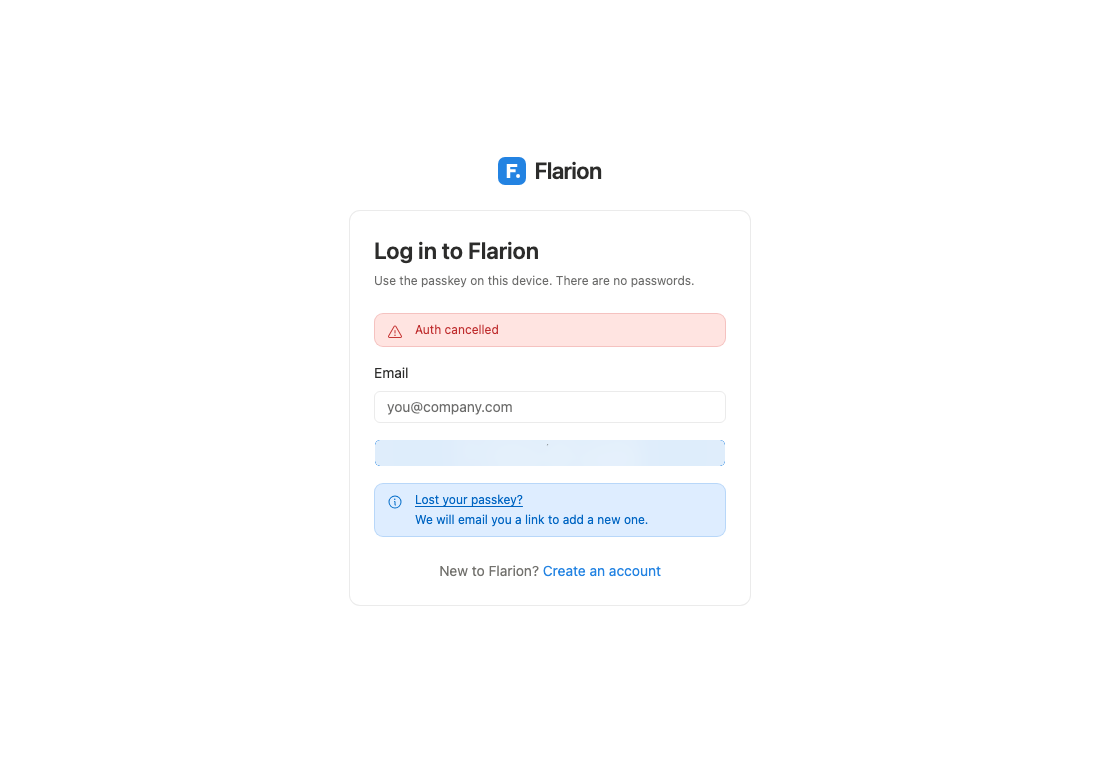 F. Flarion
Log in to Flarion
Use the passkey on this device. There are no passwords.
Auth cancelled
Email
you@company.com
Lost your passkey?
We will email you a link to add a new one.
New to Flarion? Create an account